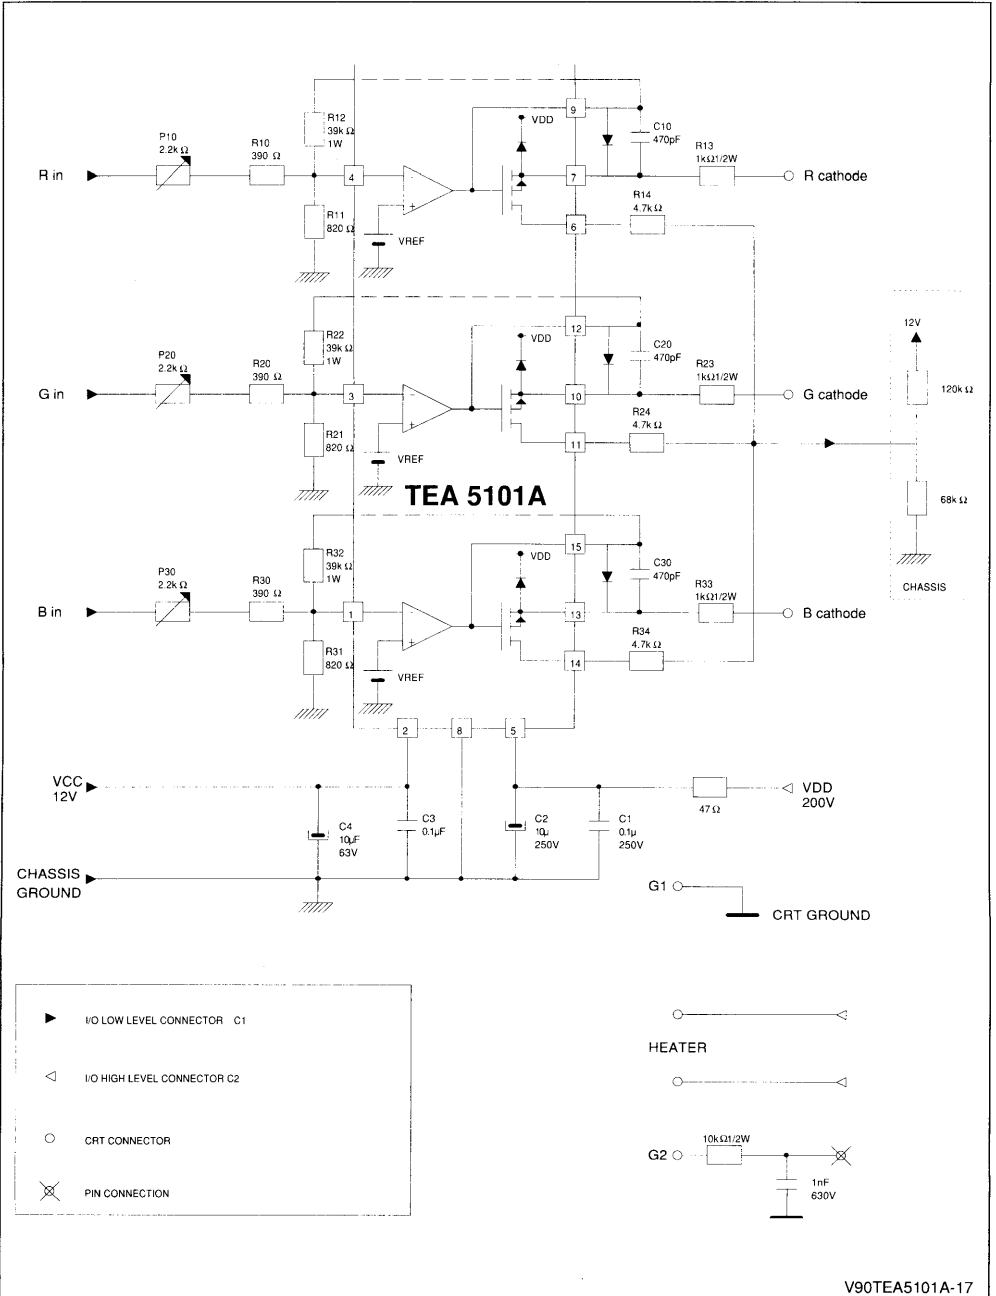 9
VDD
C10
470pF
R12
39k Ω
1W
P10
2.2k Ω
R10
390 Ω
R13
1kΩ1/2W
R in
4
-
+
7
R cathode
R14
4.7k Ω
R11
820 Ω
6
VREF
12
VDD
C20
470pF
R22
39k Ω
1W
P20
2.2k Ω
R20
390 Ω
R23
1kΩ1/2W
12V
120k Ω
G in
3
-
+
10
G cathode
R24
4.7k Ω
R21
820 Ω
11
VREF
TEA 5101A
68k Ω
CHASSIS
15
VDD
C30
470pF
R32
39k Ω
1W
P30
2.2k Ω
R30
390 Ω
R33
1kΩ1/2W
B in
1
-
+
13
B cathode
R34
4.7k Ω
R31
820 Ω
14
VREF
2
8
5
VCC
12V
VDD
200V
47 Ω
C4
10µF
63V
C3
0.1µF
C2
10µ
250V
C1
0.1µ
250V
CHASSIS
GROUND
G1
CRT GROUND
I/O LOW LEVEL CONNECTOR C1
I/O HIGH LEVEL CONNECTOR C2
CRT CONNECTOR
PIN CONNECTION
HEATER
10kΩ1/2W
G2
1nF
630V
V90TEA5101A-17